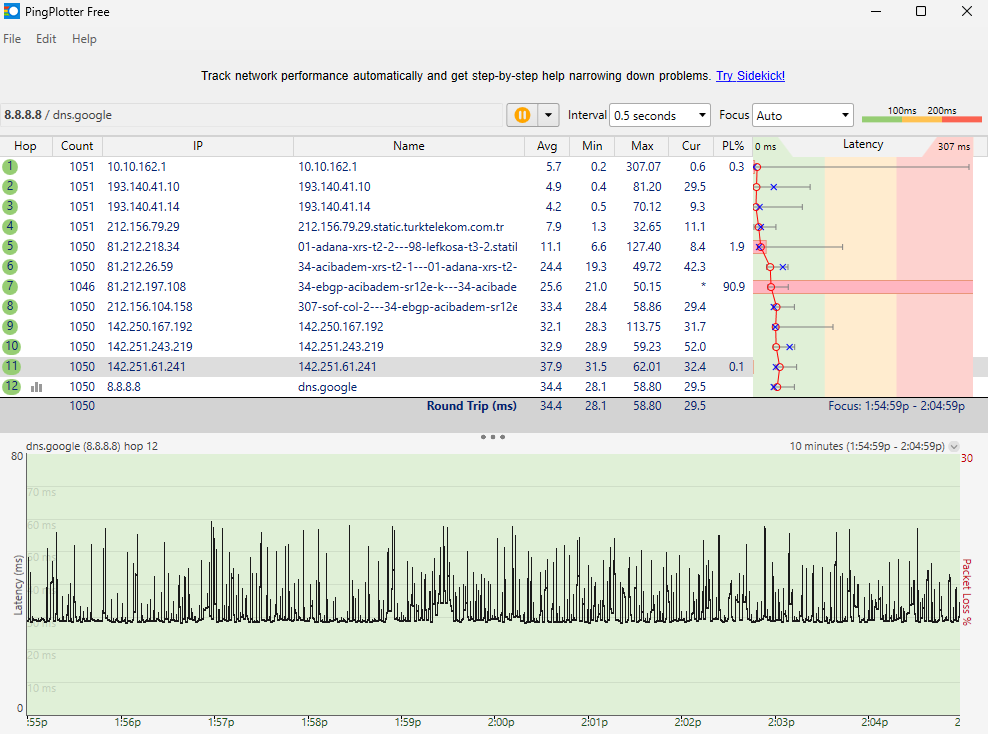 PingPlotter Free
File Edit Help
Track network performance automatically and get step-by-step help narrowing down problems. Try Sidekick!
8.8.8.8 / dns.google Interval 0.5 seconds Focus Auto 100ms 200ms
Hop Count IP Name Avg Min Max Cur PL% 0 ms Latency 307 ms
1 1051 10.10.162.1 10.10.162.1 5.7 0.2 307.07 0.6 0.3
2 1051 193.140.41.10 193.140.41.10 4.9 0.4 81.20 29.5
3 1051 193.140.41.14 193.140.41.14 4.2 0.5 70.12 9.3
4 1051 212.156.79.29 212.156.79.29.static.turktelekom.com.tr 7.9 1.3 32.65 11.1
5 1050 81.212.218.34 01-adana-xrs-t2-2---98-lefkosa-t3-2.statil 11.1 6.6 127.40 8.4 1.9
6 1050 81.212.26.59 34-acibadem-xrs-t2-1---01-adana-xrs-t2- 24.4 19.3 49.72 42.3
7 1046 81.212.197.108 34-ebgp-acibadem-sr12e-k---34-acibade 25.6 21.0 50.15 * 90.9
8 1050 212.156.104.158 307-sof-col-2---34-ebgp-acibadem-sr12e 33.4 28.4 58.86 29.4
9 1050 142.250.167.192 142.250.167.192 32.1 28.3 113.75 31.7
10 1050 142.251.243.219 142.251.243.219 32.9 28.9 59.23 52.0
11 1050 142.251.61.241 142.251.61.241 37.9 31.5 62.01 32.4 0.1
12 1050 8.8.8.8 dns.google 34.4 28.1 58.80 29.5
1050 Round Trip (ms) 34.4 28.1 58.80 29.5 Focus: 1:54:59p - 2:04:59p
dns.google (8.8.8.8) hop 12 10 minutes (1:54:59p - 2:04:59p)
80 30
70 ms
60 ms
50 ms
40 ms
20 ms
10 ms
0
Latency (ms)
Packet Loss %
:55p 1:56p 1:57p 1:58p 1:59p 2:00p 2:01p 2:02p 2:03p 2:04p 2